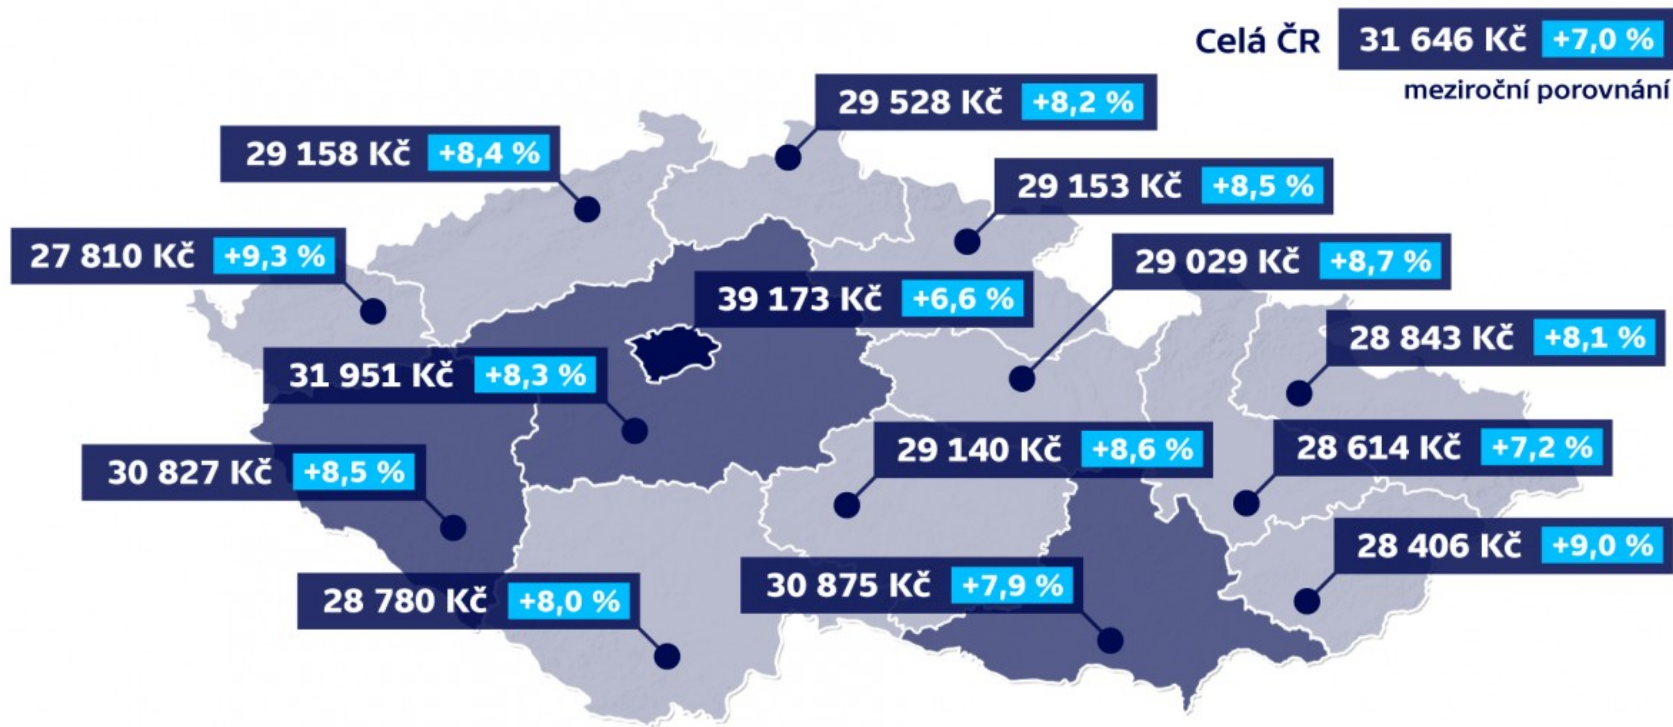 Celá ČR 31 646 Kč +7,0 %
meziroční porovnání
29 528 Kč +8,2 %
29 158 Kč +8,4 %
29 153 Kč +8,5 %
27 810 Kč +9,3 %
29 029 Kč +8,7 %
39 173 Kč +6,6 %
28 843 Kč +8,1 %
31 951 Kč +8,3 %
29 140 Kč +8,6 %
28 614 Kč +7,2 %
30 827 Kč +8,5 %
28 406 Kč +9,0 %
30 875 Kč +7,9 %
28 780 Kč +8,0 %